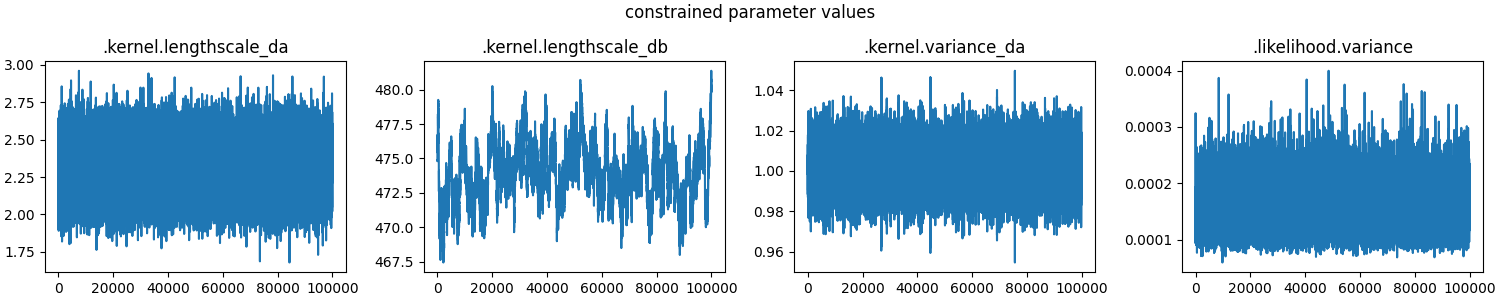 constrained parameter values
.kernel.lengthscale_da
.kernel.lengthscale_db
.kernel.variance_da
.likelihood.variance
3.00
2.75
2.50
2.25
2.00
1.75
0 20000 40000 60000 80000 100000
480.0
477.5
475.0
472.5
470.0
467.5
0 20000 40000 60000 80000 100000
1.04
1.02
1.00
0.98
0.96
0 20000 40000 60000 80000 100000
0.0004
0.0003
0.0002
0.0001
0 20000 40000 60000 80000 100000